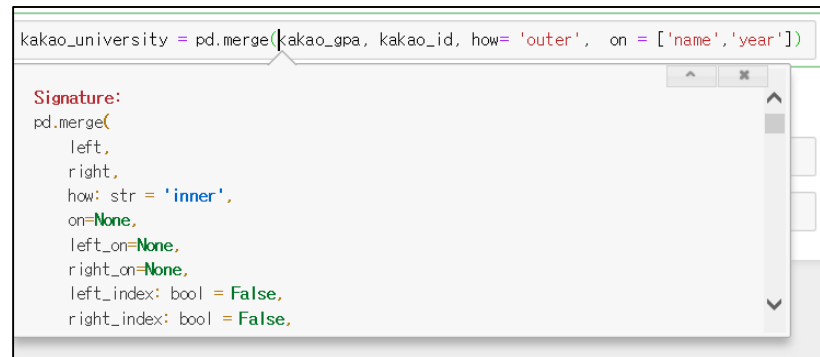 kakao_university = pd.merge(kakao_gpa, kakao_id, how= 'outer',  on = ['name','year'])
Signature:
pd.merge(
    left,
    right,
    how: str = 'inner',
    on=None,
    left_on=None,
    right_on=None,
    left_index: bool = False,
    right_index: bool = False,